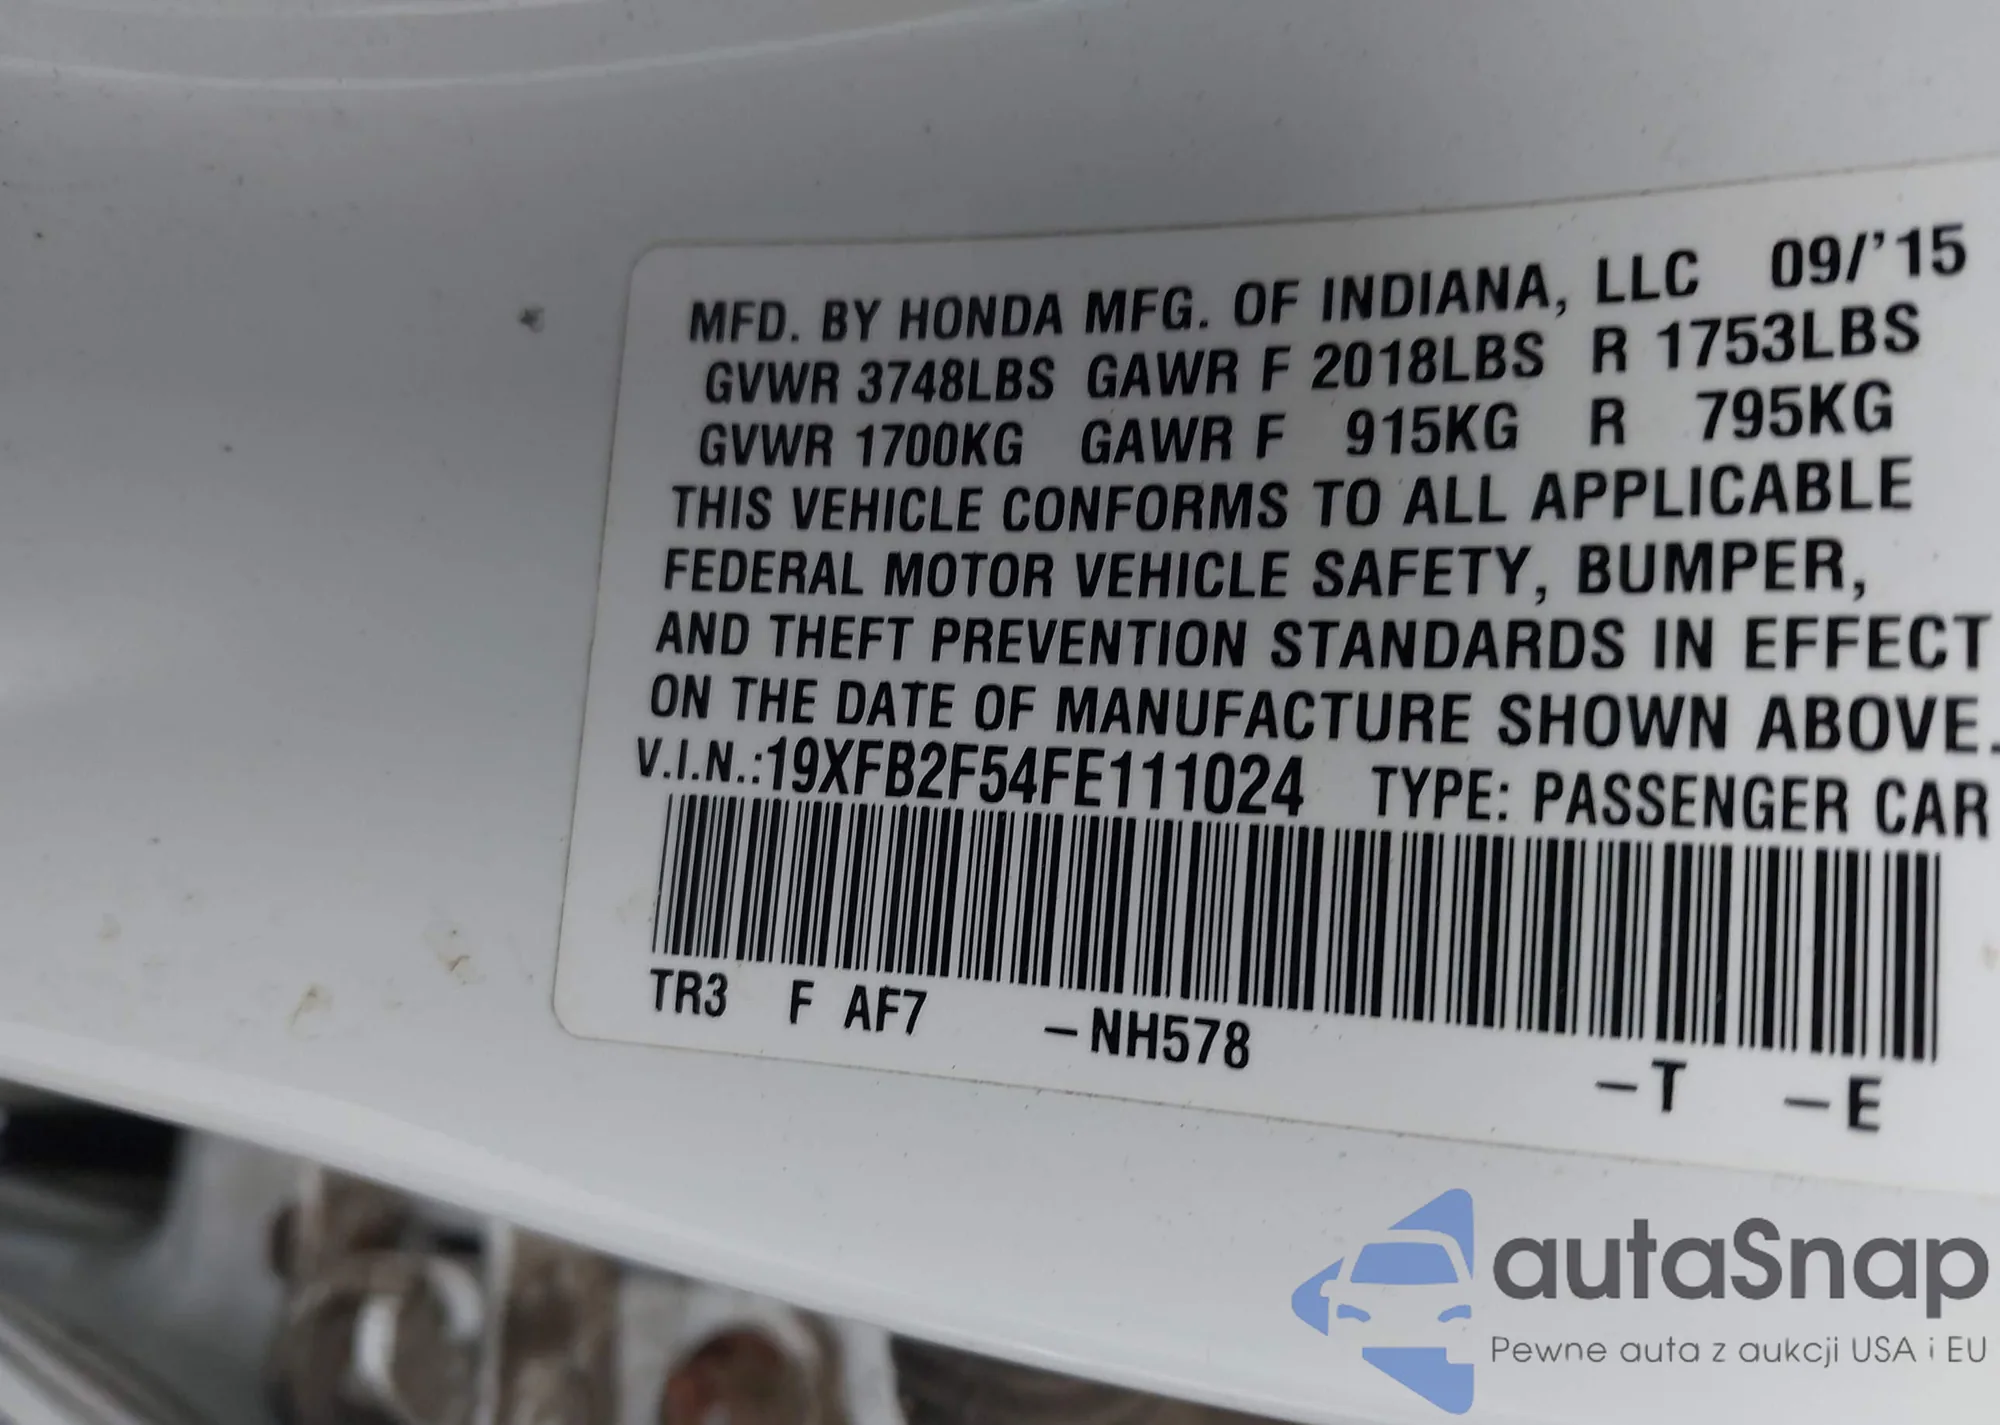 MFD. BY HONDA MFG. OF INDIANA, LLC 09/'15
GVWR 3748LBS GAWR F 2018LBS R 1753LBS
GVWR 1700KG GAWR F 915KG R 795KG
THIS VEHICLE CONFORMS TO ALL APPLICABLE
FEDERAL MOTOR VEHICLE SAFETY, BUMPER,
AND THEFT PREVENTION STANDARDS IN EFFECT
ON THE DATE OF MANUFACTURE SHOWN ABOVE.
V.I.N.:19XFB2F54FE111024 TYPE: PASSENGER CAR
TR3 F AF7 –NH578 –T –E
autaSnap
Pewne auta z aukcji USA i EU